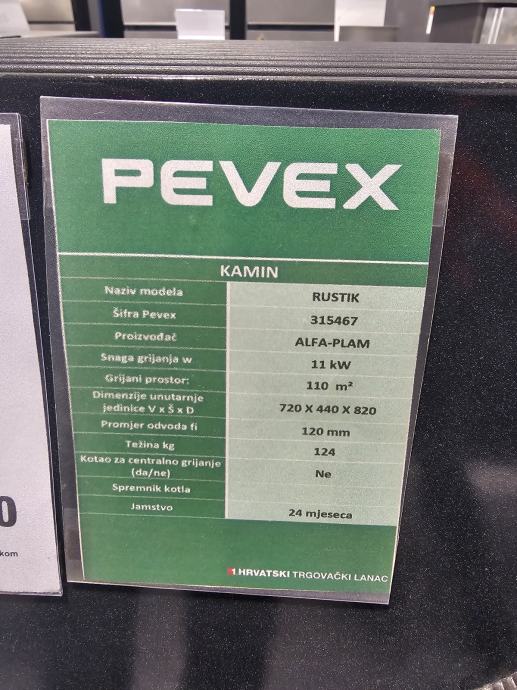 PEVEX
KAMIN
Naziv modela RUSTIK
Šifra Pevex 315467
Proizvođač ALFA-PLAM
Snaga grijanja w 11 kW
Grijani prostor: 110 m²
Dimenzije unutarnje
jedinice V x Š x D 720 X 440 X 820
Promjer odvoda fi 120 mm
Težina kg 124
Kotao za centralno grijanje
(da/ne) Ne
Spremnik kotla
Jamstvo 24 mjeseca
1 HRVATSKI TRGOVAČKI LANAC
0
kom